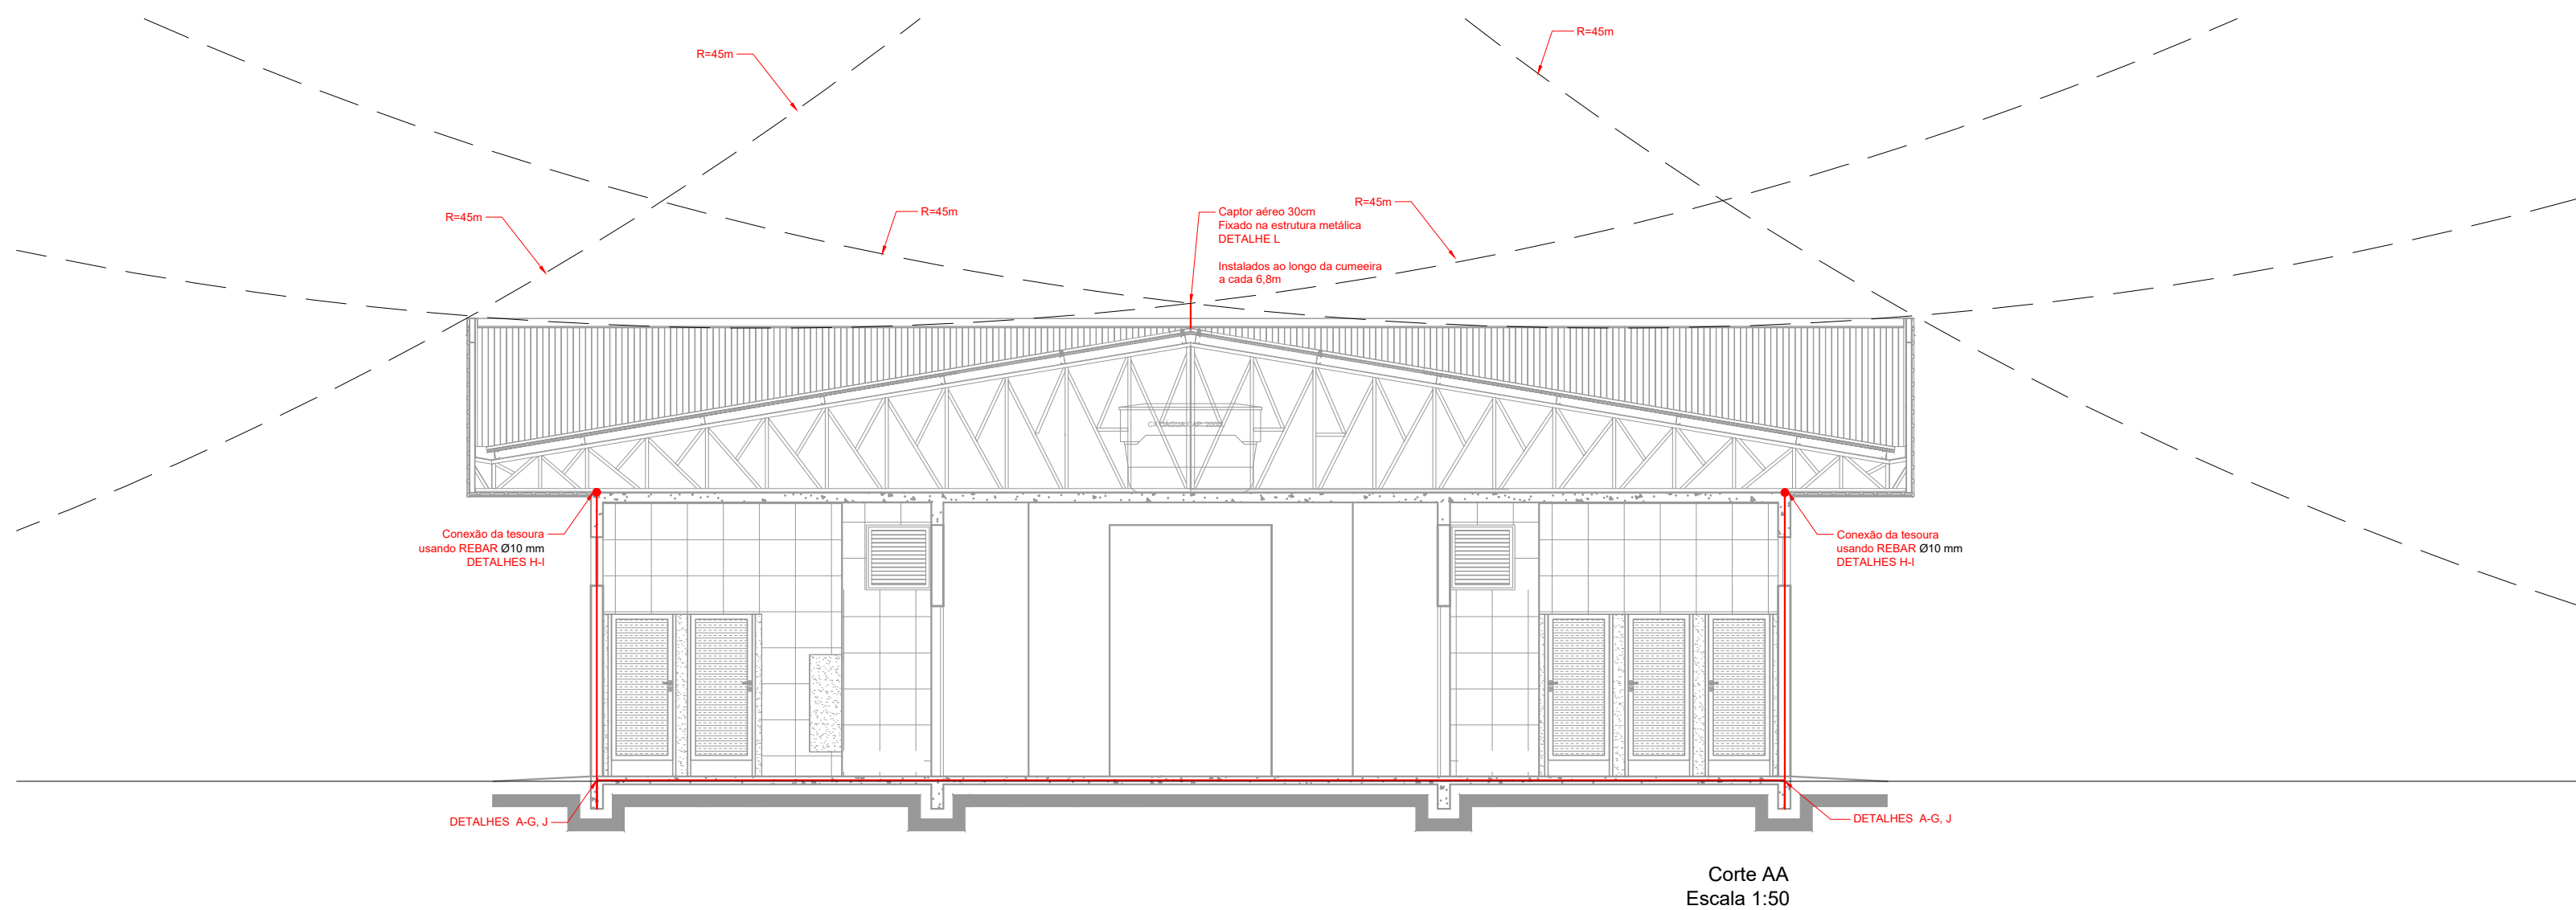 R=45m
R=45m
R=45m
R=45m
R=45m
Captor aéreo 30cm
Fixado na estrutura metálica
DETALHE L
Instalados ao longo da cumeeira
a cada 6,8m
Conexão da tesoura
usando REBAR Ø10 mm
DETALHES H-I
Conexão da tesoura
usando REBAR Ø10 mm
DETALHES H-I
DETALHES A-G, J
DETALHES A-G, J
Corte AA
Escala 1:50